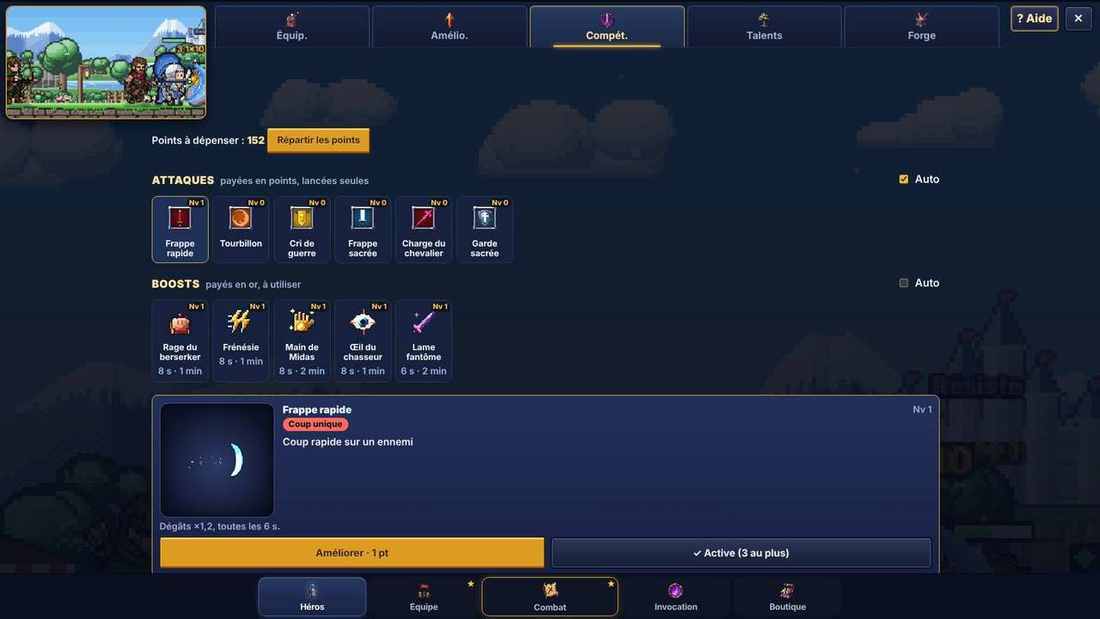 Équip.
Amélio.
Compét.
Talents
Forge
? Aide
×
Points à dépenser : 152 Répartir les points
ATTAQUES payées en points, lancées seules
Auto
Nv 1
Nv 0
Nv 0
Nv 0
Nv 0
Nv 0
Frappe rapide
Tourbillon
Cri de guerre
Frappe sacrée
Charge du chevalier
Garde sacrée
BOOSTS payés en or, à utiliser
Auto
Nv 1
Nv 1
Nv 1
Nv 1
Nv 1
Rage du berserker
Frénésie
Main de Midas
Œil du chasseur
Lame fantôme
8 s · 1 min
8 s · 1 min
8 s · 2 min
8 s · 1 min
6 s · 2 min
Frappe rapide
Nv 1
Coup unique
Coup rapide sur un ennemi
Dégâts ×1,2, toutes les 6 s.
Améliorer · 1 pt
✓ Active (3 au plus)
Héros
Équipe
Combat
Invocation
Boutique